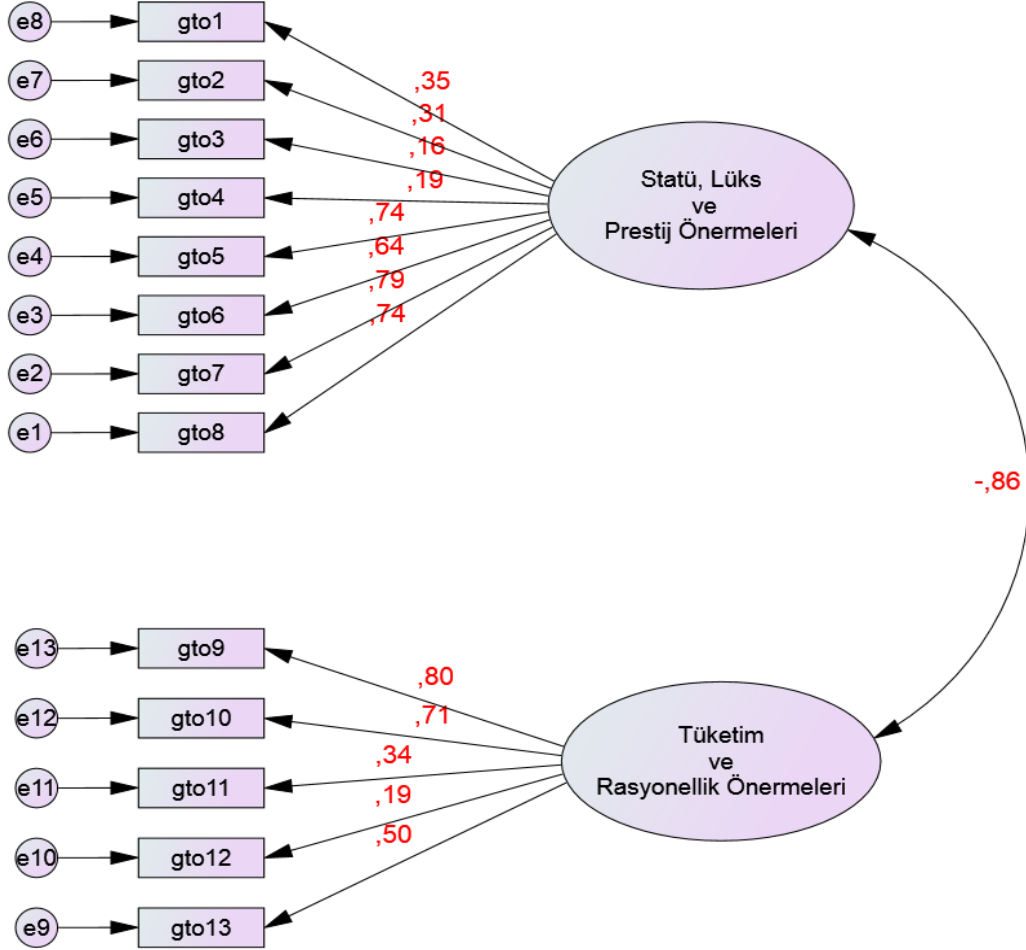 e8
gto1
e7
gto2
e6
gto3
e5
gto4
e4
gto5
e3
gto6
e2
gto7
e1
gto8
,35
,31
,16
,19
,74
,64
,79
,74
Statü, Lüks
ve
Prestij Önermeleri
-,86
e13
gto9
e12
gto10
e11
gto11
e10
gto12
e9
gto13
,80
,71
,34
,19
,50
Tüketim
ve
Rasyonellik Önermeleri